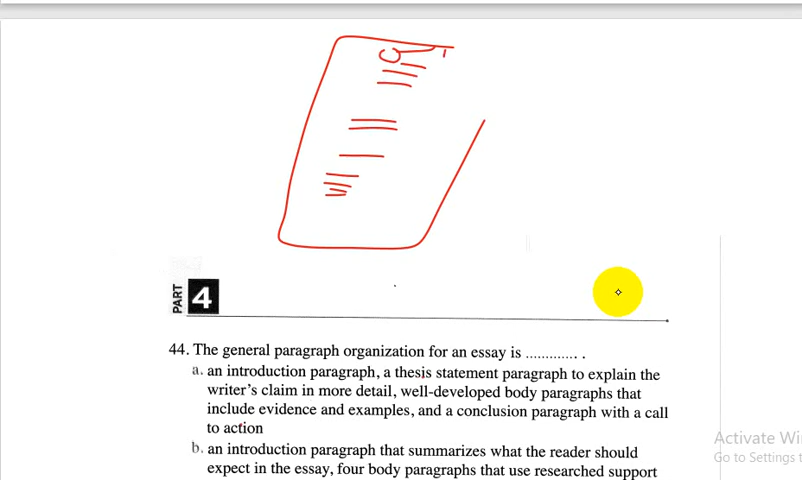 PART 4
44. The general paragraph organization for an essay is ............. .
a. an introduction paragraph, a thesis statement paragraph to explain the
writer's claim in more detail, well-developed body paragraphs that
include evidence and examples, and a conclusion paragraph with a call
to action
b. an introduction paragraph that summarizes what the reader should
expect in the essay, four body paragraphs that use researched support
Activate Wi
Go to Settings t